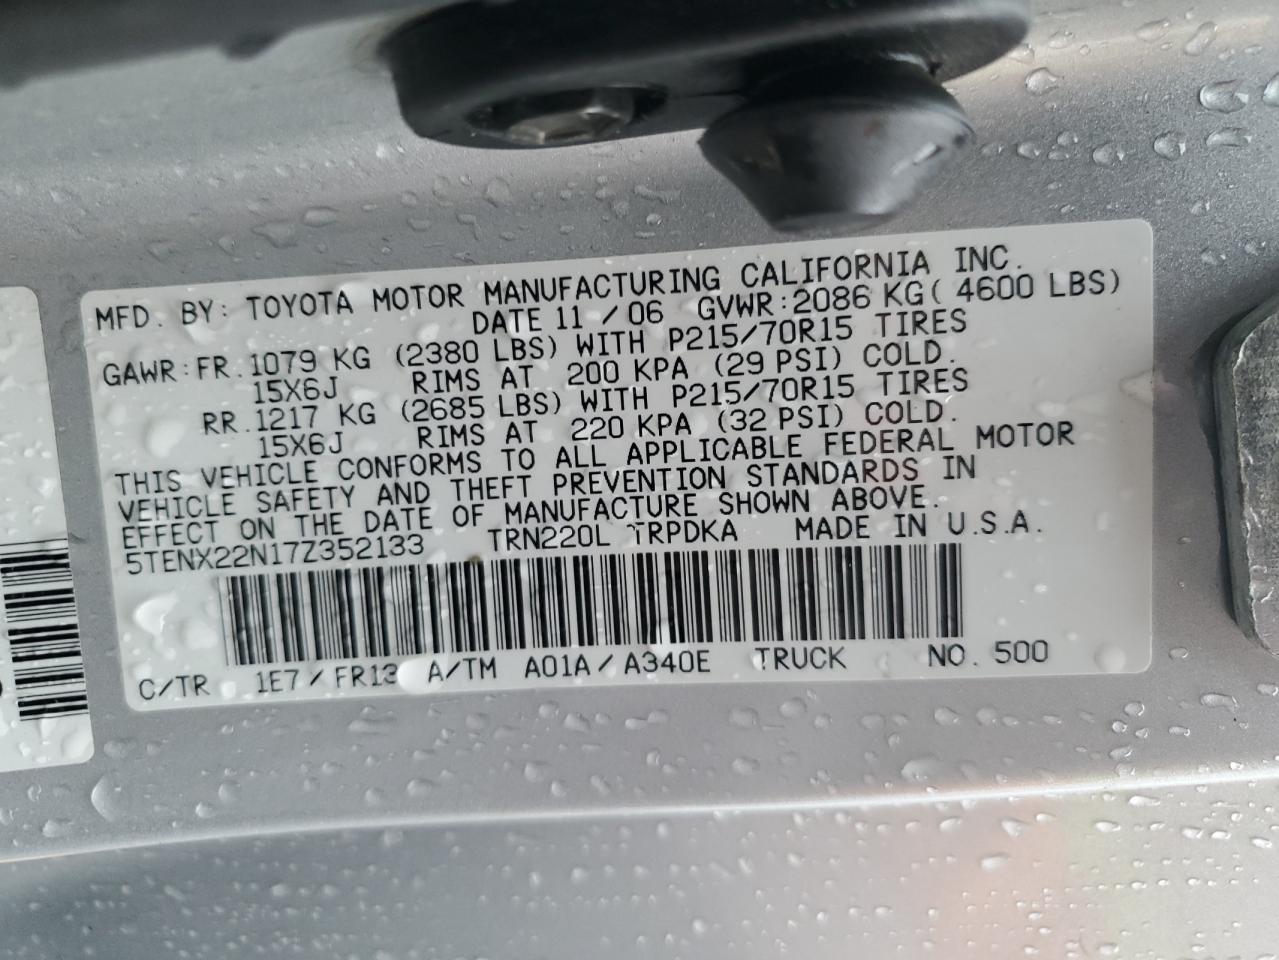 MFD. BY: TOYOTA MOTOR MANUFACTURING CALIFORNIA INC.
DATE 11 /06 GVWR:2086 KG( 4600 LBS)
GAWR:FR.1079 KG (2380 LBS) WITH P215/70R15 TIRES
15X6J RIMS AT 200 KPA (29 PSI) COLD.
RR.1217 KG (2685 LBS) WITH P215/70R15 TIRES
15X6J RIMS AT 220 KPA (32 PSI) COLD.
THIS VEHICLE CONFORMS TO ALL APPLICABLE FEDERAL MOTOR
VEHICLE SAFETY AND THEFT PREVENTION STANDARDS IN
EFFECT ON THE DATE OF MANUFACTURE SHOWN ABOVE.
5TENX22N17Z352133 TRN220L TRPDKA MADE IN U.S.A.
C/TR 1E7/FR13 A/TM A01A/A340E TRUCK NO. 500